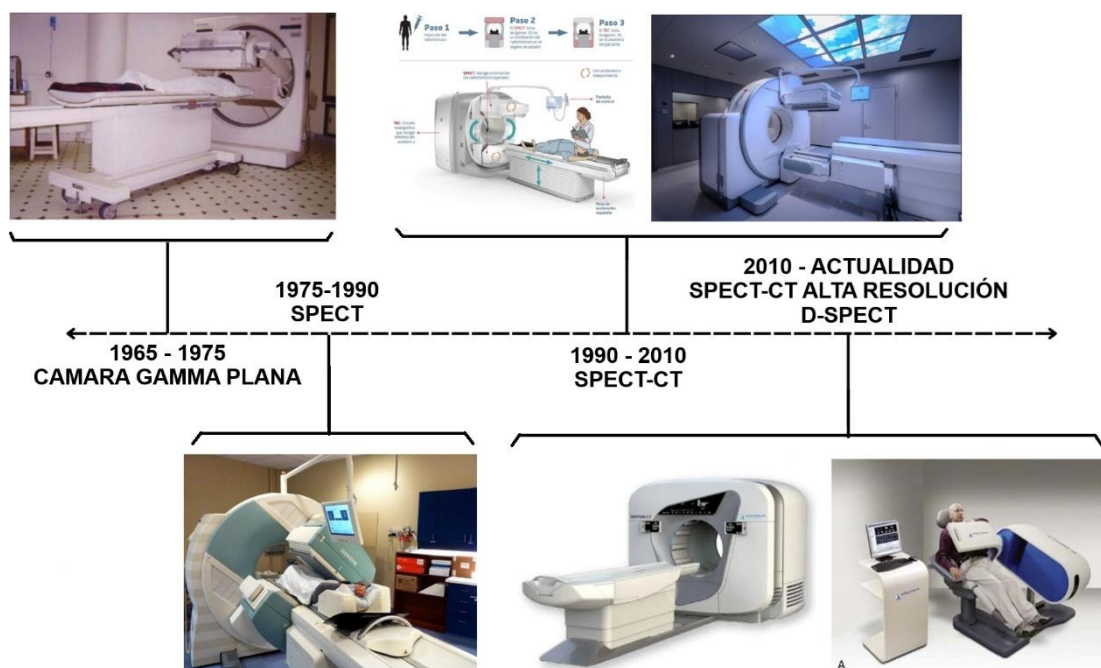 Paso 1
Paso 2
Paso 3
1975-1990
SPECT
2010 - ACTUALIDAD
SPECT-CT ALTA RESOLUCIÓN
D-SPECT
1965 - 1975
CAMARA GAMMA PLANA
1990 - 2010
SPECT-CT
A